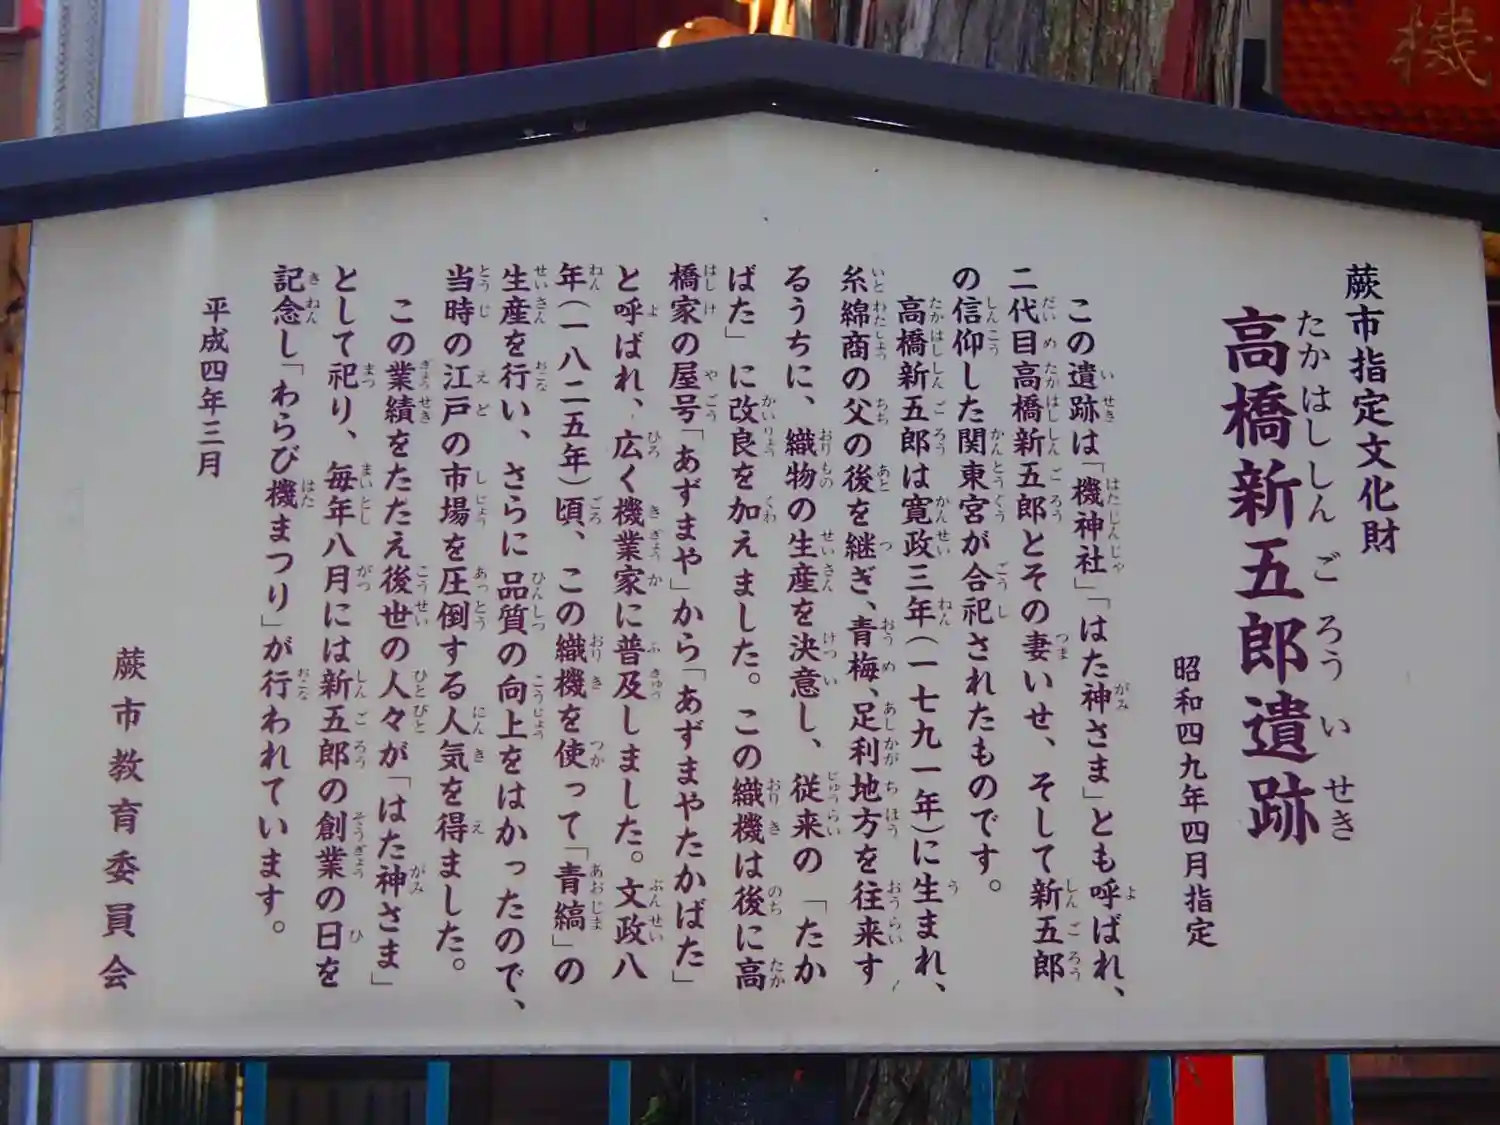 機
蕨市指定文化財
高橋新五郎遺跡
たかはししんごろういせき
昭和四九年四月指定
この遺跡は「機神社」「はた神さま」とも呼ばれ、
二代目高橋新五郎とその妻いせ、そして新五郎
の信仰した関東宮が合祀されたものです。
高橋新五郎は寛政三年(一七九一年)に生まれ、
糸綿商の父の後を継ぎ、青梅、足利地方を往来す
るうちに、織物の生産を決意し、従来の「たか
ばた」に改良を加えました。この織機は後に高
橋家の屋号「あずまや」から「あずまやたかばた」
と呼ばれ、広く機業家に普及しました。文政八
年(一八二五年)頃、この織機を使って「青縞」の
生産を行い、さらに品質の向上をはかったので、
当時の江戸の市場を圧倒する人気を得ました。
この業績をたたえ後世の人々が「はた神さま」
として祀り、毎年八月には新五郎の創業の日を
記念し「わらび機まつり」が行われています。
平成四年三月
蕨市教育委員会